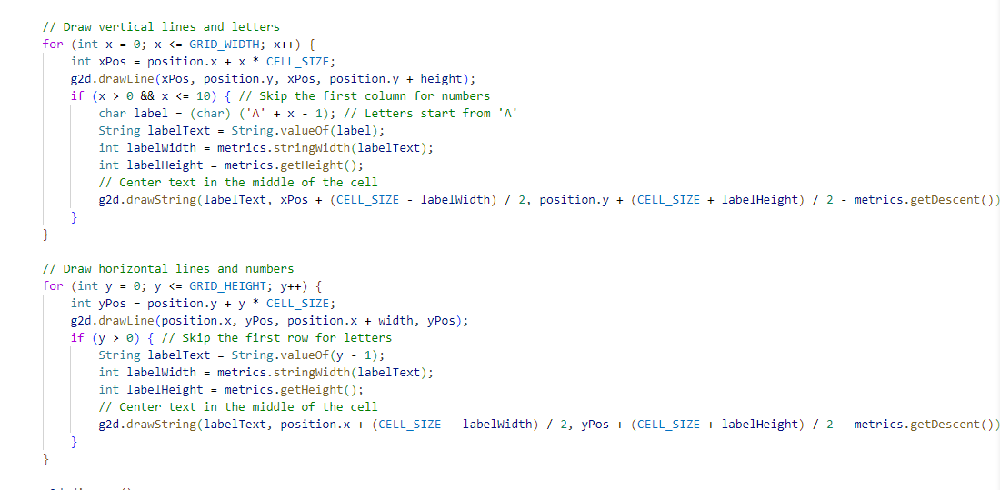 // Draw vertical lines and letters
for (int x = 0; x <= GRID_WIDTH; x++) {
    int xPos = position.x + x * CELL_SIZE;
    g2d.drawLine(xPos, position.y, xPos, position.y + height);
    if (x > 0 && x <= 10) { // Skip the first column for numbers
        char label = (char) ('A' + x - 1); // Letters start from 'A'
        String labelText = String.valueOf(label);
        int labelWidth = metrics.stringWidth(labelText);
        int labelHeight = metrics.getHeight();
        // Center text in the middle of the cell
        g2d.drawString(labelText, xPos + (CELL_SIZE - labelWidth) / 2, position.y + (CELL_SIZE + labelHeight) / 2 - metrics.getDescent())
    }
}
// Draw horizontal lines and numbers
for (int y = 0; y <= GRID_HEIGHT; y++) {
    int yPos = position.y + y * CELL_SIZE;
    g2d.drawLine(position.x, yPos, position.x + width, yPos);
    if (y > 0) { // Skip the first row for letters
        String labelText = String.valueOf(y - 1);
        int labelWidth = metrics.stringWidth(labelText);
        int labelHeight = metrics.getHeight();
        // Center text in the middle of the cell
        g2d.drawString(labelText, position.x + (CELL_SIZE - labelWidth) / 2, yPos + (CELL_SIZE + labelHeight) / 2 - metrics.getDescent())
    }
}